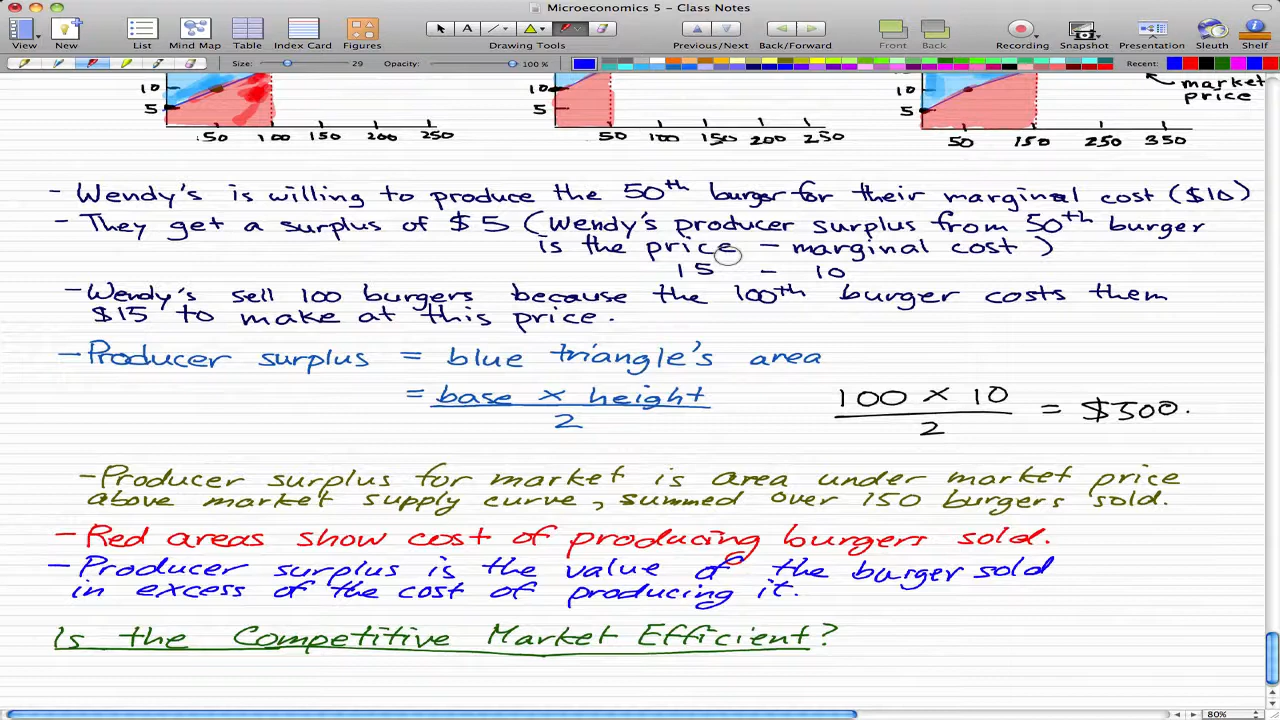 Microeconomics 5 - Class Notes
View New List Mind Map Table Index Card Figures Drawing Tools Previous/Next Back/Forward Front Back Recording Snapshot Presentation Sleuth Shelf
Size: 29 Opacity: 100 % Recent:
10 10 market
5 5 5 price
50 100 150 200 250 50 100 150 200 250 50 150 250 350
- Wendy's is willing to produce the 50th burger for their marginal cost ($10)
- They get a surplus of $5 (Wendy's producer surplus from 50th burger
is the price - marginal cost)
15 - 10
- Wendy's sell 100 burgers because the 100th burger costs them
$15 to make at this price.
- Producer surplus = blue triangle's area
= base x height
2
100 x 10
2
= $500.
- Producer surplus for market is area under market price
above market supply curve, summed over 150 burgers sold.
- Red areas show cost of producing burgers sold.
- Producer surplus is the value of the burger sold
in excess of the cost of producing it.
Is the Competitive Market Efficient?
80%